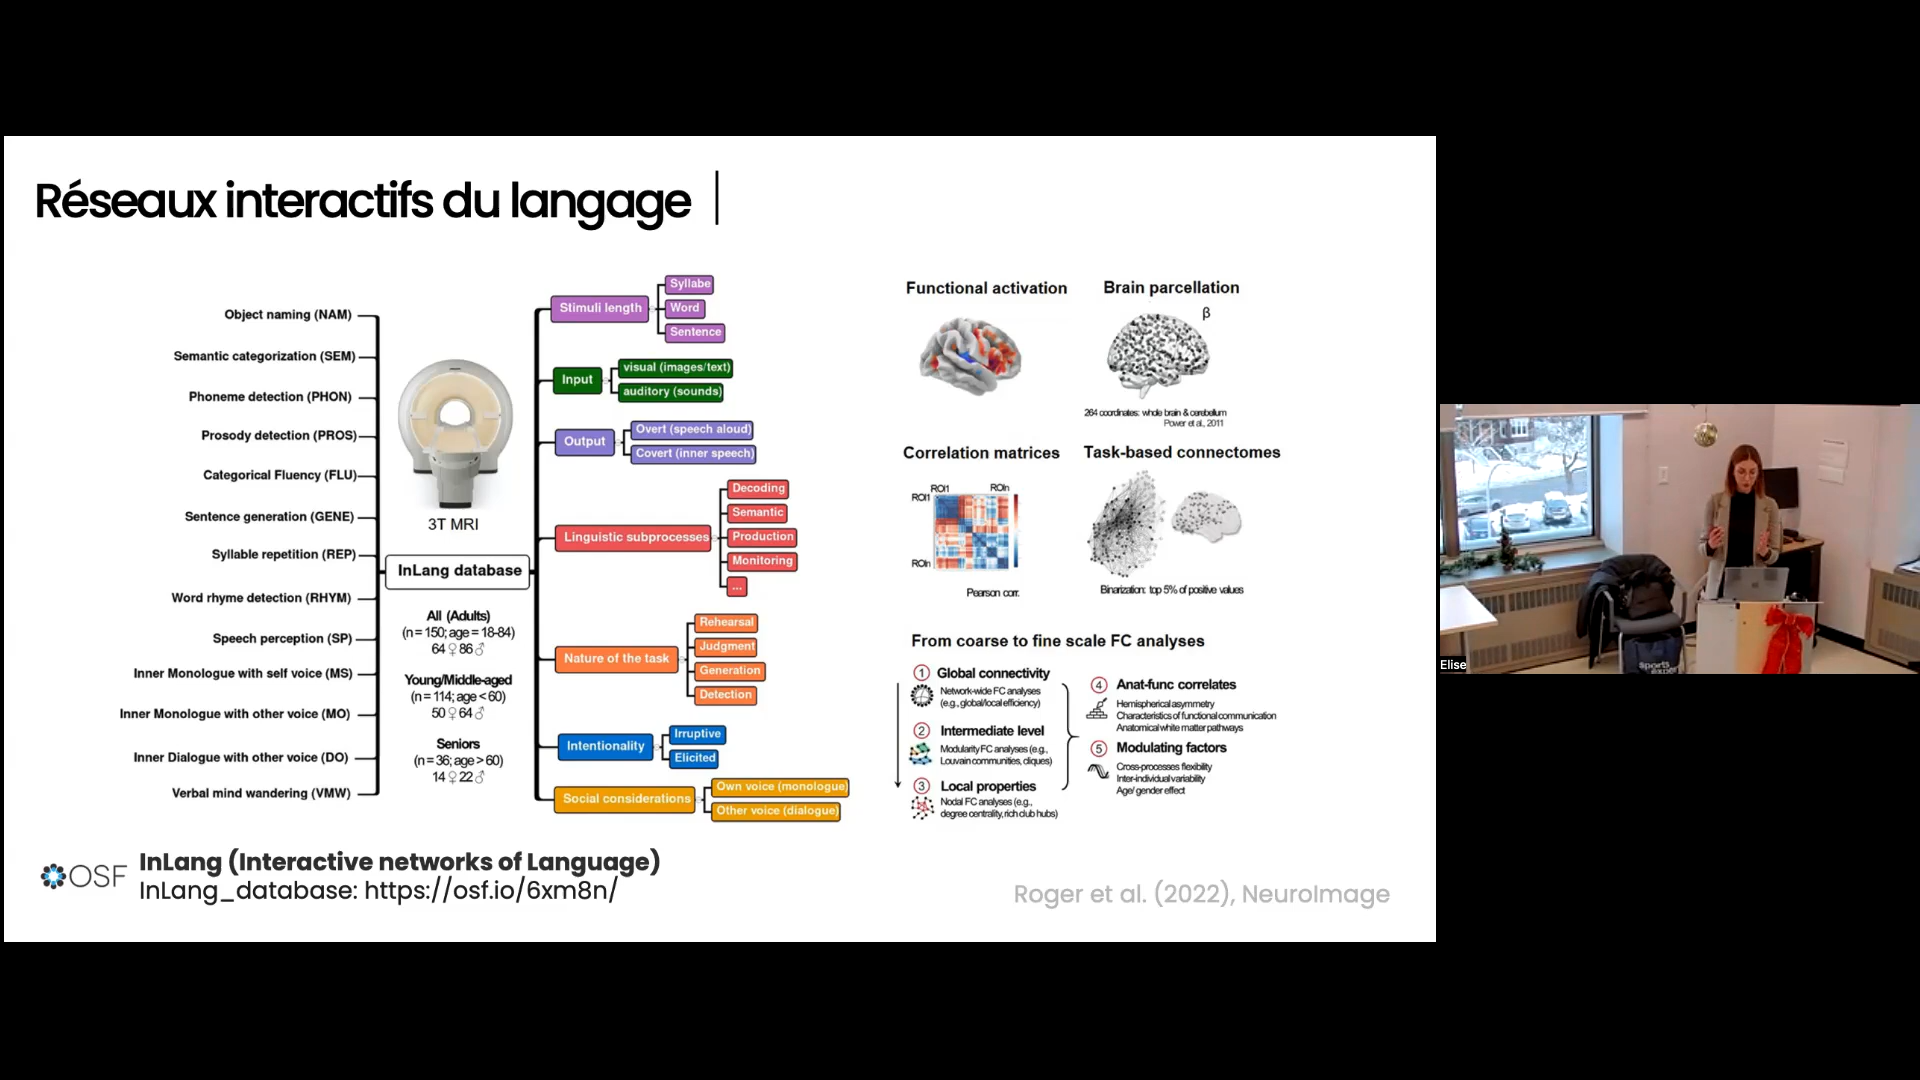 Réseaux interactifs du langage
Object naming (NAM)
Semantic categorization (SEM)
Phoneme detection (PHON)
Prosody detection (PROS)
Categorical Fluency (FLU)
Sentence generation (GENE)
Syllable repetition (REP)
Word rhyme detection (RHYM)
Speech perception (SP)
Inner Monologue with self voice (MS)
Inner Monologue with other voice (MO)
Inner Dialogue with other voice (DO)
Verbal mind wandering (VMW)
3T MRI
InLang database
All (Adults)
(n = 150; age = 18-84)
64 ♀ 86 ♂
Young/Middle-aged
(n = 114; age < 60)
50 ♀ 64 ♂
Seniors
(n = 36; age > 60)
14 ♀ 22 ♂
Stimuli length
Syllabe
Word
Sentence
Input
visual (images/text)
auditory (sounds)
Output
Overt (speech aloud)
Covert (inner speech)
Linguistic subprocesses
Decoding
Semantic
Production
Monitoring
...
Nature of the task
Rehearsal
Judgment
Generation
Detection
Intentionality
Irruptive
Elicited
Social considerations
Own voice (monologue)
Other voice (dialogue)
Functional activation
Brain parcellation
β
264 coordinates: whole brain & cerebellum
Power et al., 2011
Correlation matrices
ROI1 ROIn
ROI1
ROIn
Pearson corr.
Task-based connectomes
Binarization: top 5% of positive values
From coarse to fine scale FC analyses
1 Global connectivity
Network-wide FC analyses
(e.g., global/local efficiency)
2 Intermediate level
Modularity FC analyses (e.g.,
Louvain communities, cliques)
3 Local properties
Nodal FC analyses (e.g.,
degree centrality, rich club hubs)
4 Anat-func correlates
Hemispherical asymmetry
Characteristics of functional communication
Anatomical white matter pathways
5 Modulating factors
Cross-processes flexibility
Inter-individual variability
Age/ gender effect
OSF
InLang (Interactive networks of Language)
InLang_database: https://osf.io/6xm8n/
Roger et al. (2022), NeuroImage
Elise
sports